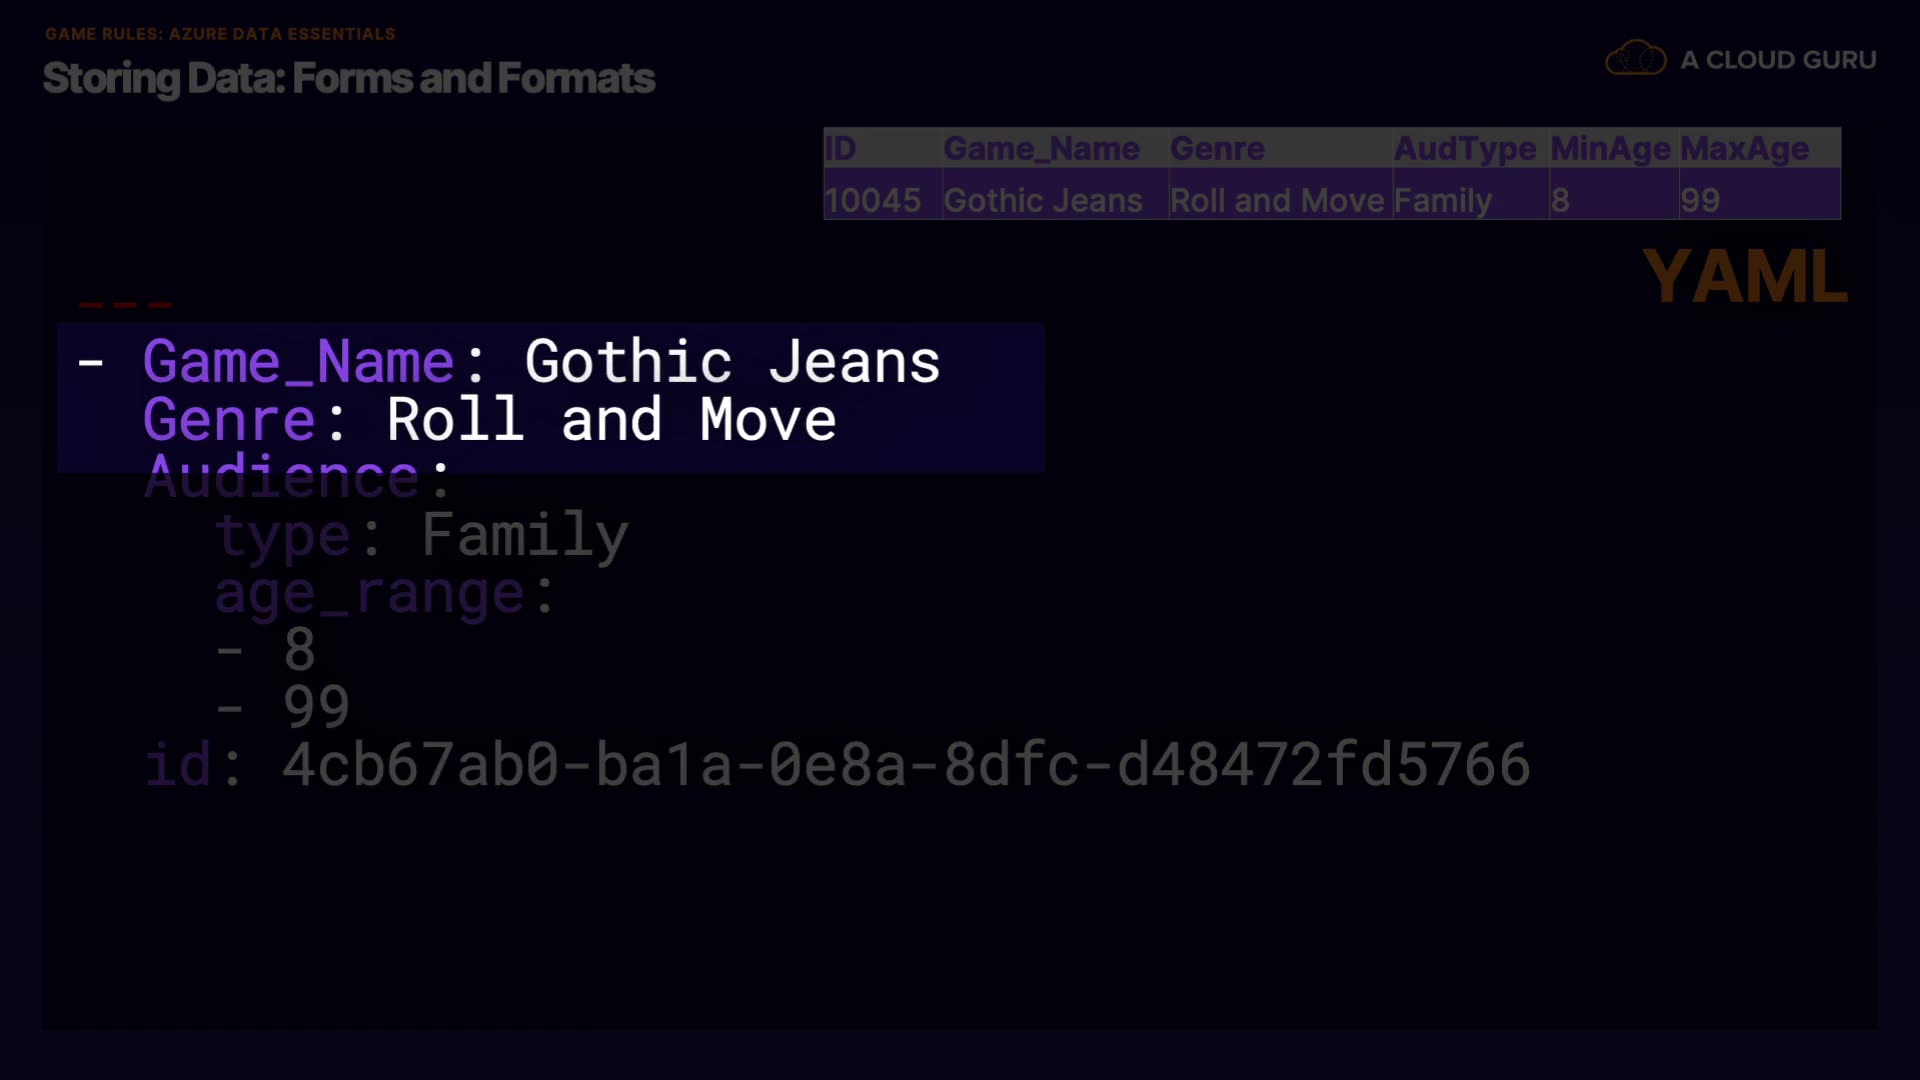 GAME RULES: AZURE DATA ESSENTIALS
Storing Data: Forms and Formats
A CLOUD GURU
ID Game_Name Genre AudType MinAge MaxAge
10045 Gothic Jeans Roll and Move Family 8 99
YAML
---
- Game_Name: Gothic Jeans
Genre: Roll and Move
Audience:
type: Family
age_range:
- 8
- 99
id: 4cb67ab0-ba1a-0e8a-8dfc-d48472fd5766